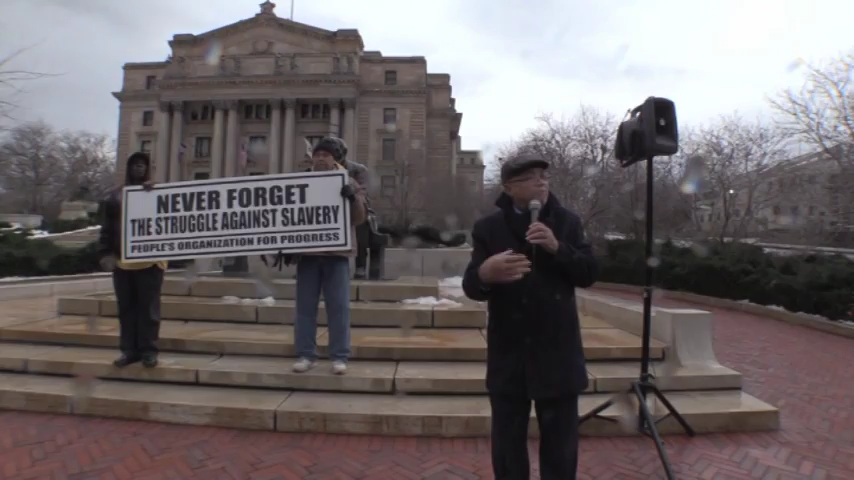 NEVER FORGET
THE STRUGGLE AGAINST SLAVERY
PEOPLE'S ORGANIZATION FOR PROGRESS